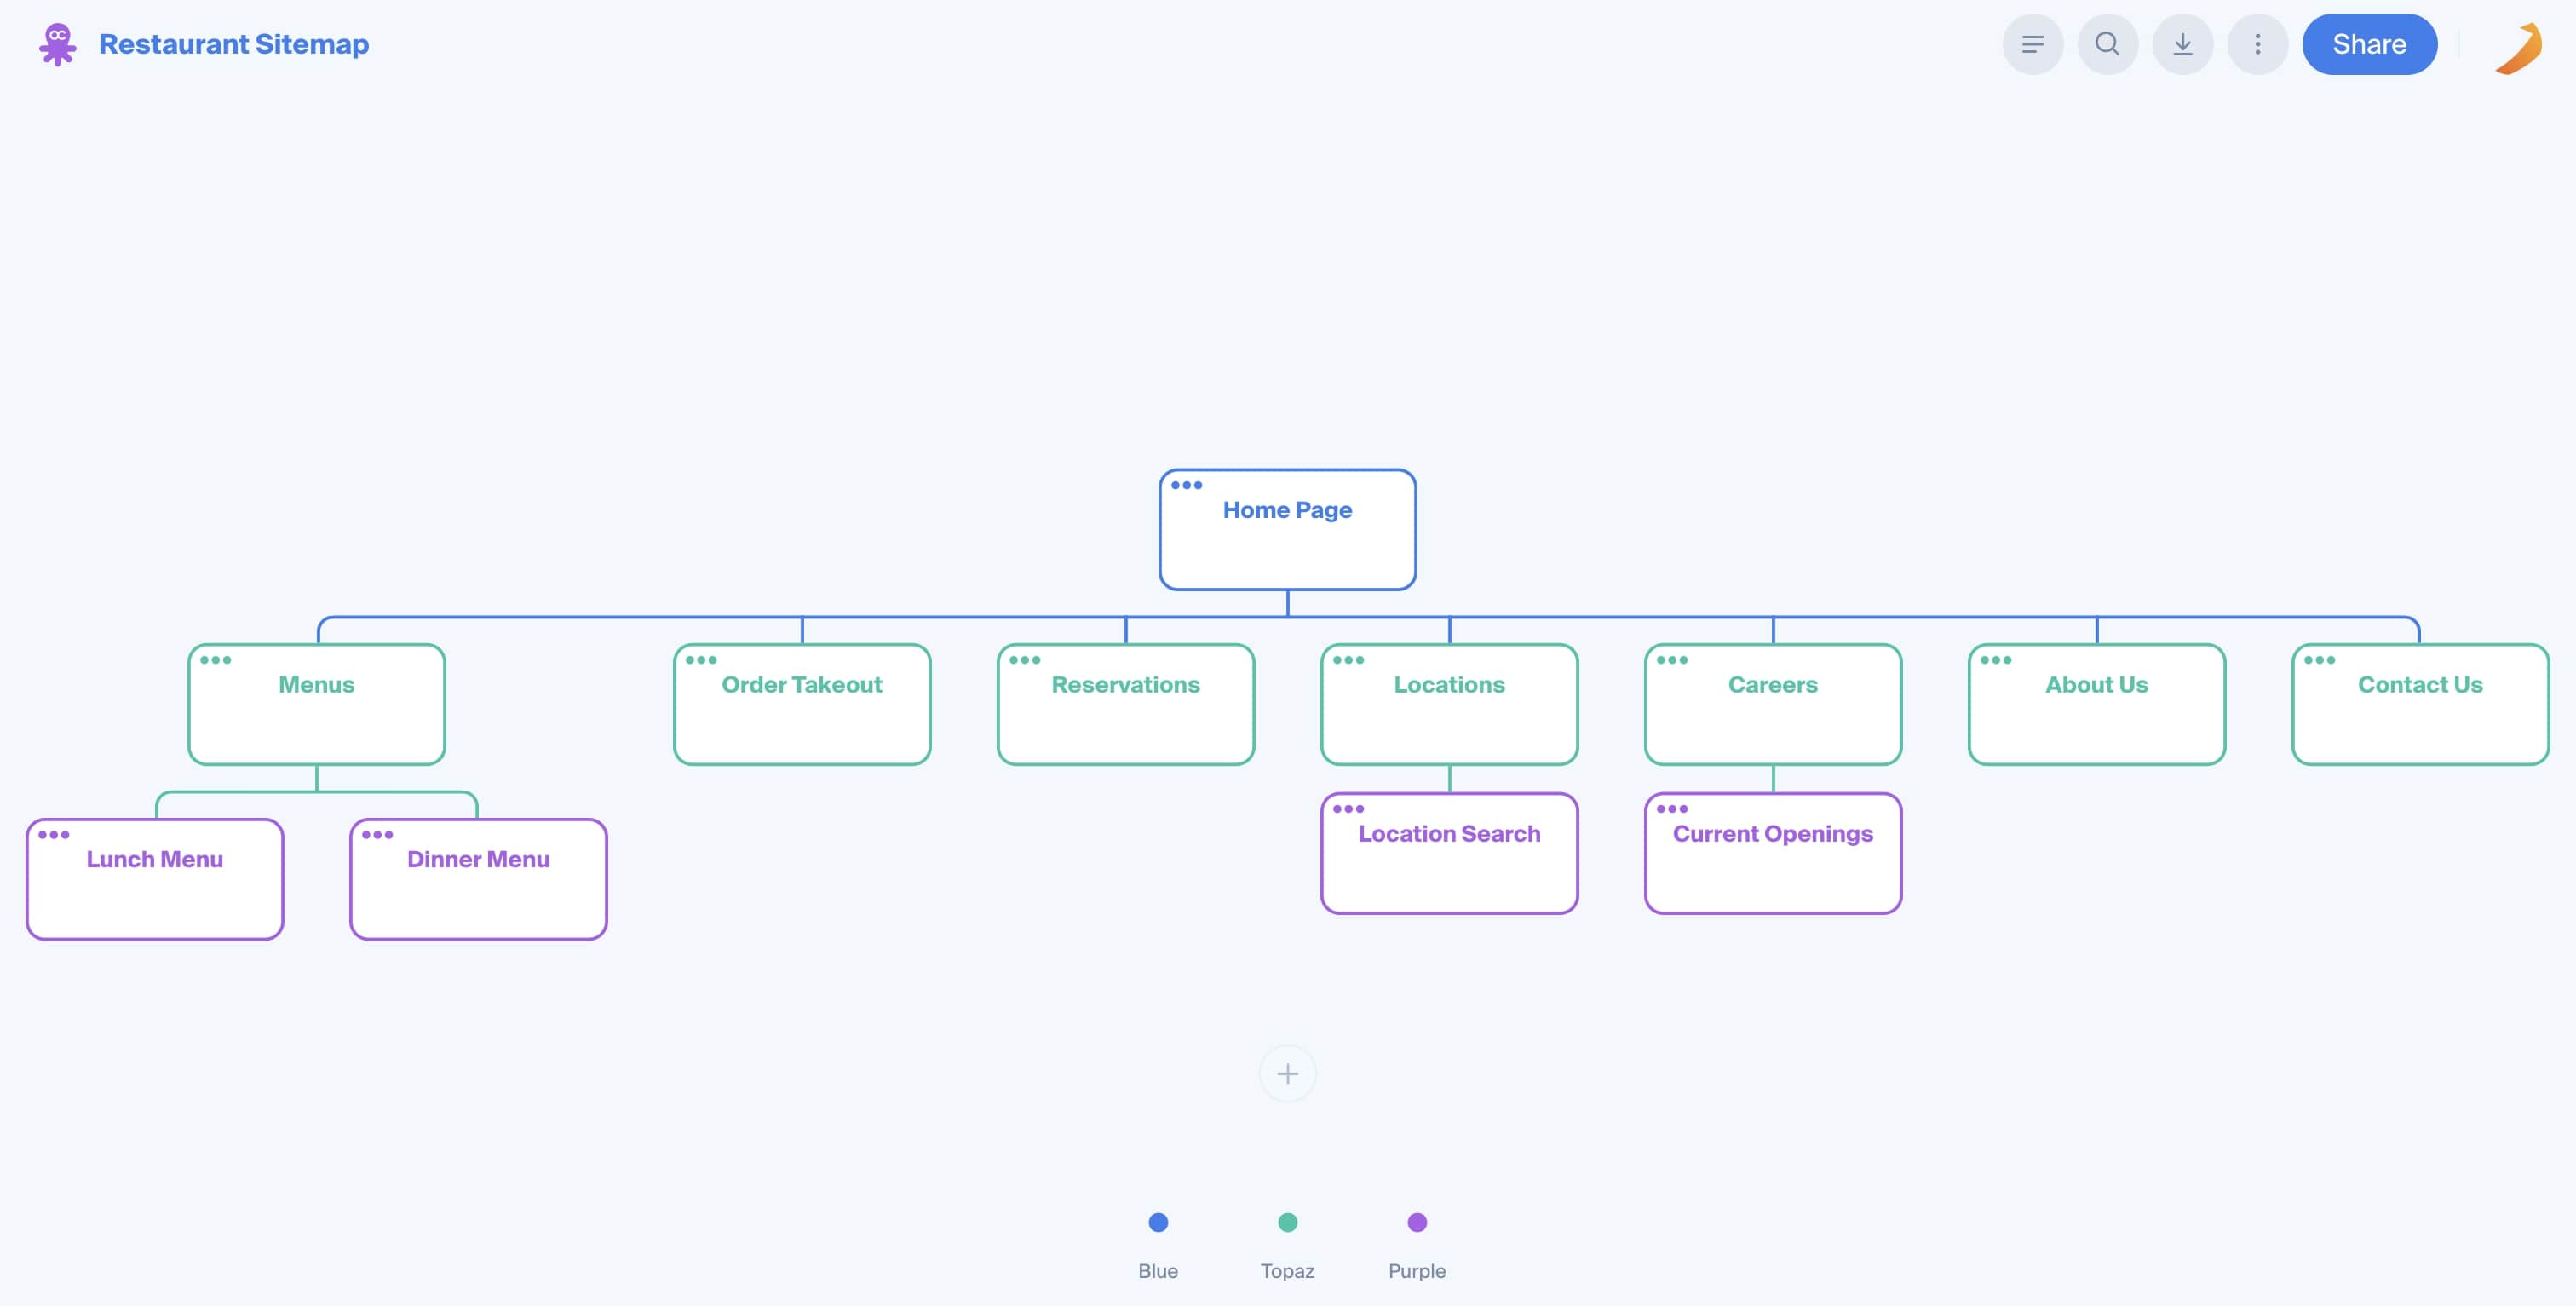 Restaurant Sitemap
Share
Home Page
Menus
Order Takeout
Reservations
Locations
Careers
About Us
Contact Us
Lunch Menu
Dinner Menu
Location Search
Current Openings
Blue
Topaz
Purple